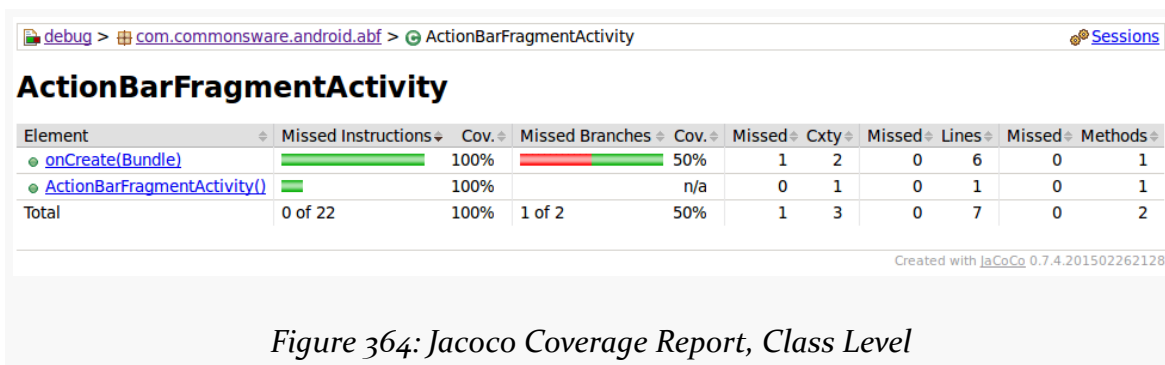 debug > com.commonsware.android.abf > ActionBarFragmentActivity Sessions
ActionBarFragmentActivity
Element Missed Instructions Cov. Missed Branches Cov. Missed Cxty Missed Lines Missed Methods
onCreate(Bundle) 100% 50% 1 2 0 6 0 1
ActionBarFragmentActivity() 100% n/a 0 1 0 1 0 1
Total 0 of 22 100% 1 of 2 50% 1 3 0 7 0 2
Created with JaCoCo 0.7.4.201502262128
Figure 364: Jacoco Coverage Report, Class Level